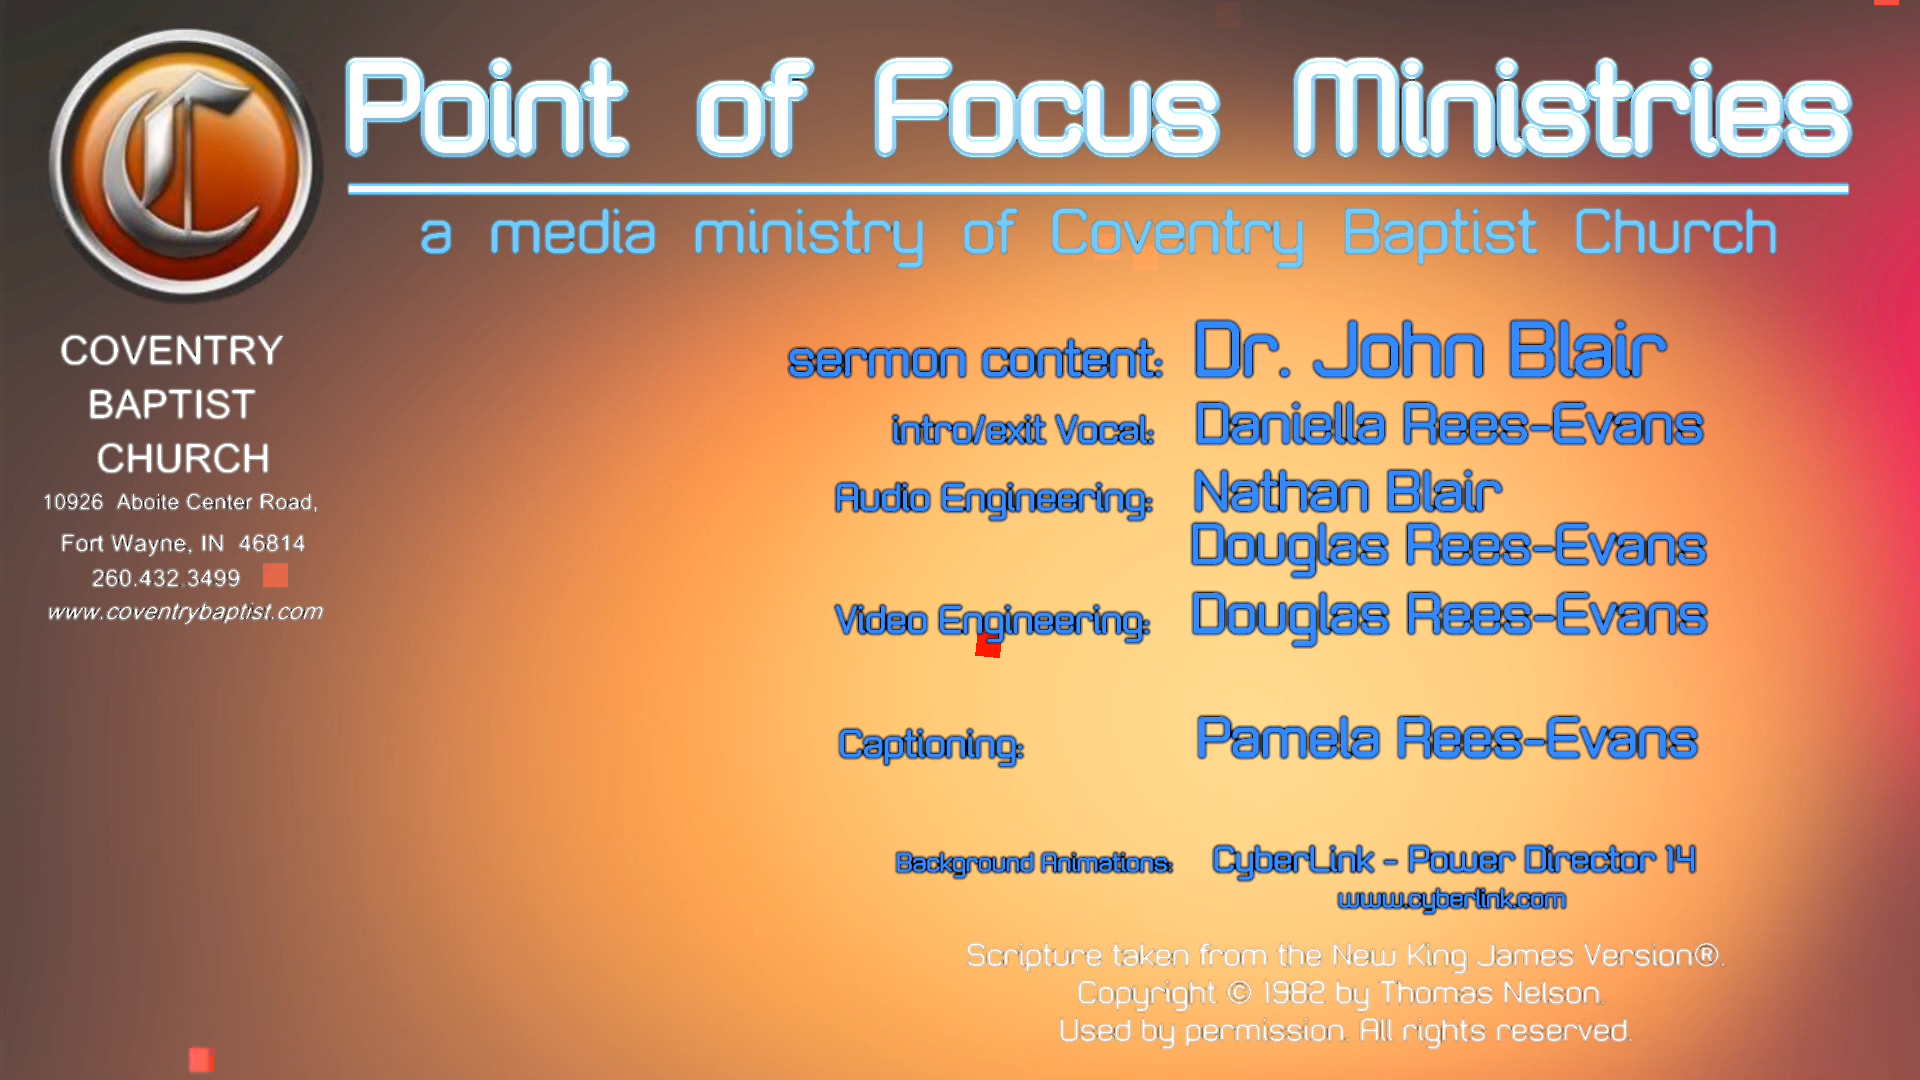 C
Point of Focus Ministries
a media ministry of Coventry Baptist Church
COVENTRY
BAPTIST
CHURCH
10926 Aboite Center Road,
Fort Wayne, IN 46814
260.432.3499
www.coventrybaptist.com
sermon content: Dr. John Blair
intro/exit Vocal: Daniella Rees-Evans
Audio Engineering: Nathan Blair
Douglas Rees-Evans
Video Engineering: Douglas Rees-Evans
Captioning: Pamela Rees-Evans
Background Animations: CyberLink - Power Director 14
www.cyberlink.com
Scripture taken from the New King James Version®.
Copyright © 1982 by Thomas Nelson.
Used by permission. All rights reserved.